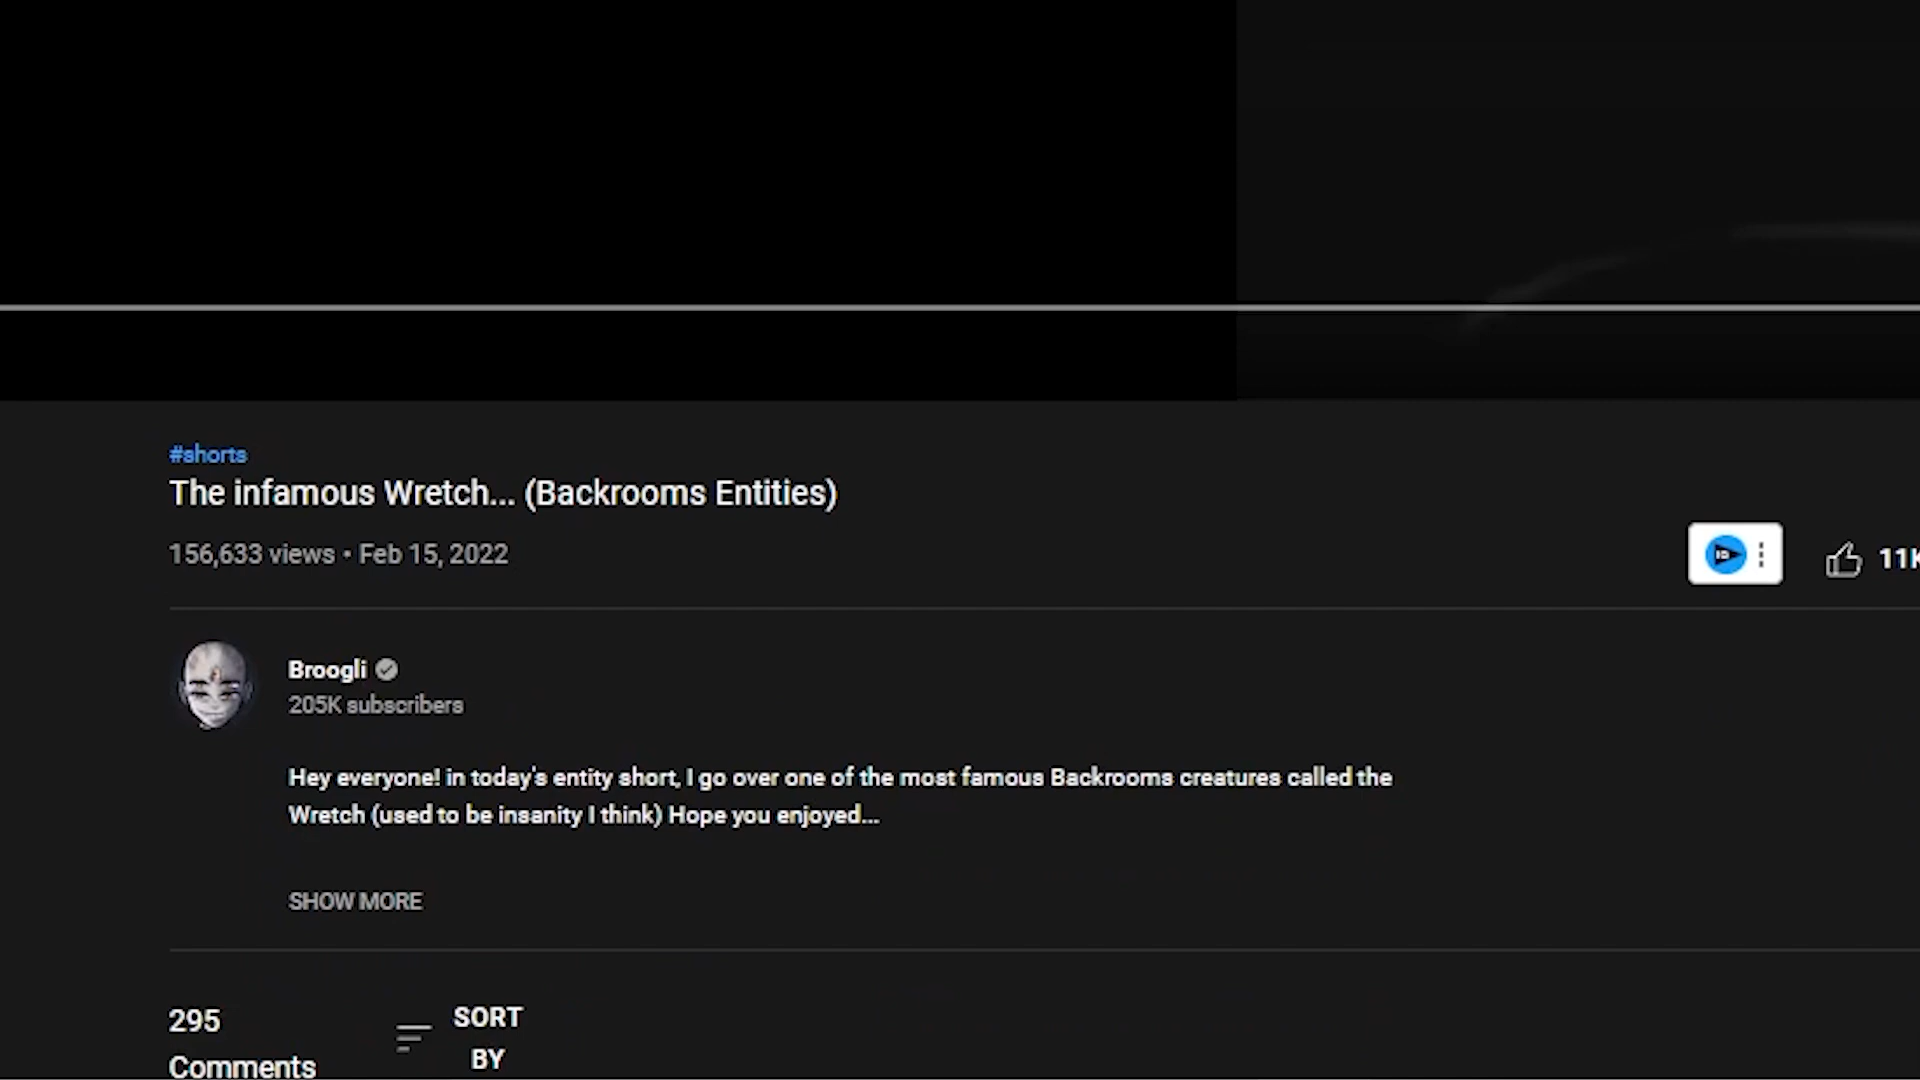 #shorts
The infamous Wretch... (Backrooms Entities)
156,633 views • Feb 15, 2022
11K
Broogli
205K subscribers
Hey everyone! in today's entity short, I go over one of the most famous Backrooms creatures called the
Wretch (used to be insanity I think) Hope you enjoyed...
SHOW MORE
295
Comments
SORT
BY